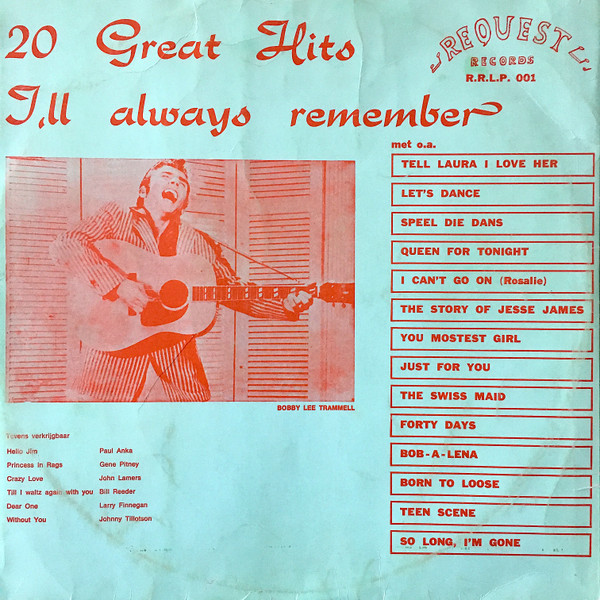 20 Great Hits
I,ll always remember
REQUEST
RECORDS
R.R.L.P. 001
met o.a.
TELL LAURA I LOVE HER
LET'S DANCE
SPEEL DIE DANS
QUEEN FOR TONIGHT
I CAN'T GO ON (Rosalie)
THE STORY OF JESSE JAMES
YOU MOSTEST GIRL
JUST FOR YOU
THE SWISS MAID
FORTY DAYS
BOB-A-LENA
BORN TO LOOSE
TEEN SCENE
SO LONG, I'M GONE
BOBBY LEE TRAMMELL
Tevens verkrijgbaar
Hello Jim Paul Anka
Princess in Rags Gene Pitney
Crazy Love John Lamers
Till I waltz again with you Bill Reeder
Dear One Larry Finnegan
Without You Johnny Tillotson